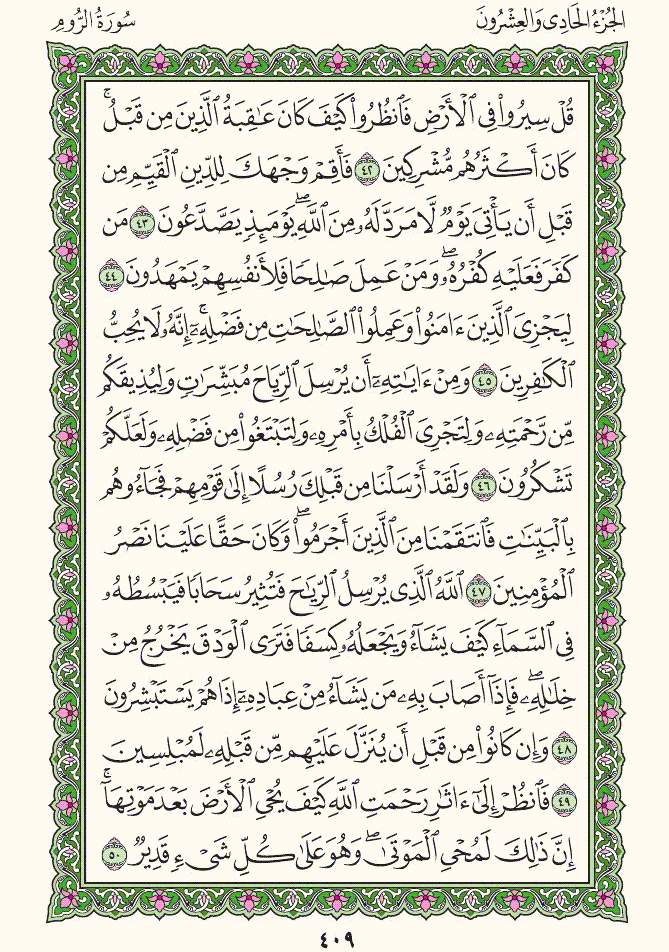 الجُزْءُ الحَادِي وَالعِشْرُونَ
سُورَةُ الرُّومِ
قُلْ سِيرُوا۟ فِى ٱلْأَرْضِ فَٱنظُرُوا۟ كَيْفَ كَانَ عَـٰقِبَةُ ٱلَّذِينَ مِن قَبْلُ ۚ
كَانَ أَكْثَرُهُم مُّشْرِكِينَ ٤٢ فَأَقِمْ وَجْهَكَ لِلدِّينِ ٱلْقَيِّمِ مِن
قَبْلِ أَن يَأْتِىَ يَوْمٌ لَّا مَرَدَّ لَهُۥ مِنَ ٱللَّهِ ۖ يَوْمَئِذٍ يَصَّدَّعُونَ ٤٣ مَن
كَفَرَ فَعَلَيْهِ كُفْرُهُۥ ۖ وَمَنْ عَمِلَ صَـٰلِحًا فَلِأَنفُسِهِمْ يَمْهَدُونَ ٤٤
لِيَجْزِىَ ٱلَّذِينَ ءَامَنُوا۟ وَعَمِلُوا۟ ٱلصَّـٰلِحَـٰتِ مِن فَضْلِهِۦٓ ۚ إِنَّهُۥ لَا يُحِبُّ
ٱلْكَـٰفِرِينَ ٤٥ وَمِنْ ءَايَـٰتِهِۦٓ أَن يُرْسِلَ ٱلرِّيَاحَ مُبَشِّرَٰتٍ وَلِيُذِيقَكُم
مِّن رَّحْمَتِهِۦ وَلِتَجْرِىَ ٱلْفُلْكُ بِأَمْرِهِۦ وَلِتَبْتَغُوا۟ مِن فَضْلِهِۦ وَلَعَلَّكُمْ
تَشْكُرُونَ ٤٦ وَلَقَدْ أَرْسَلْنَا مِن قَبْلِكَ رُسُلًا إِلَىٰ قَوْمِهِمْ فَجَآءُوهُم
بِٱلْبَيِّنَـٰتِ فَٱنتَقَمْنَا مِنَ ٱلَّذِينَ أَجْرَمُوا۟ ۖ وَكَانَ حَقًّا عَلَيْنَا نَصْرُ
ٱلْمُؤْمِنِينَ ٤٧ ٱللَّهُ ٱلَّذِى يُرْسِلُ ٱلرِّيَـٰحَ فَتُثِيرُ سَحَابًا فَيَبْسُطُهُۥ
فِى ٱلسَّمَآءِ كَيْفَ يَشَآءُ وَيَجْعَلُهُۥ كِسَفًا فَتَرَى ٱلْوَدْقَ يَخْرُجُ مِنْ
خِلَـٰلِهِۦ ۖ فَإِذَآ أَصَابَ بِهِۦ مَن يَشَآءُ مِنْ عِبَادِهِۦٓ إِذَا هُمْ يَسْتَبْشِرُونَ
٤٨ وَإِن كَانُوا۟ مِن قَبْلِ أَن يُنَزَّلَ عَلَيْهِم مِّن قَبْلِهِۦ لَمُبْلِسِينَ
٤٩ فَٱنظُرْ إِلَىٰٓ ءَاثَـٰرِ رَحْمَتِ ٱللَّهِ كَيْفَ يُحْىِ ٱلْأَرْضَ بَعْدَ مَوْتِهَآ ۚ
إِنَّ ذَٰلِكَ لَمُحْىِ ٱلْمَوْتَىٰ ۖ وَهُوَ عَلَىٰ كُلِّ شَىْءٍ قَدِيرٌ ٥٠
٤٠٩